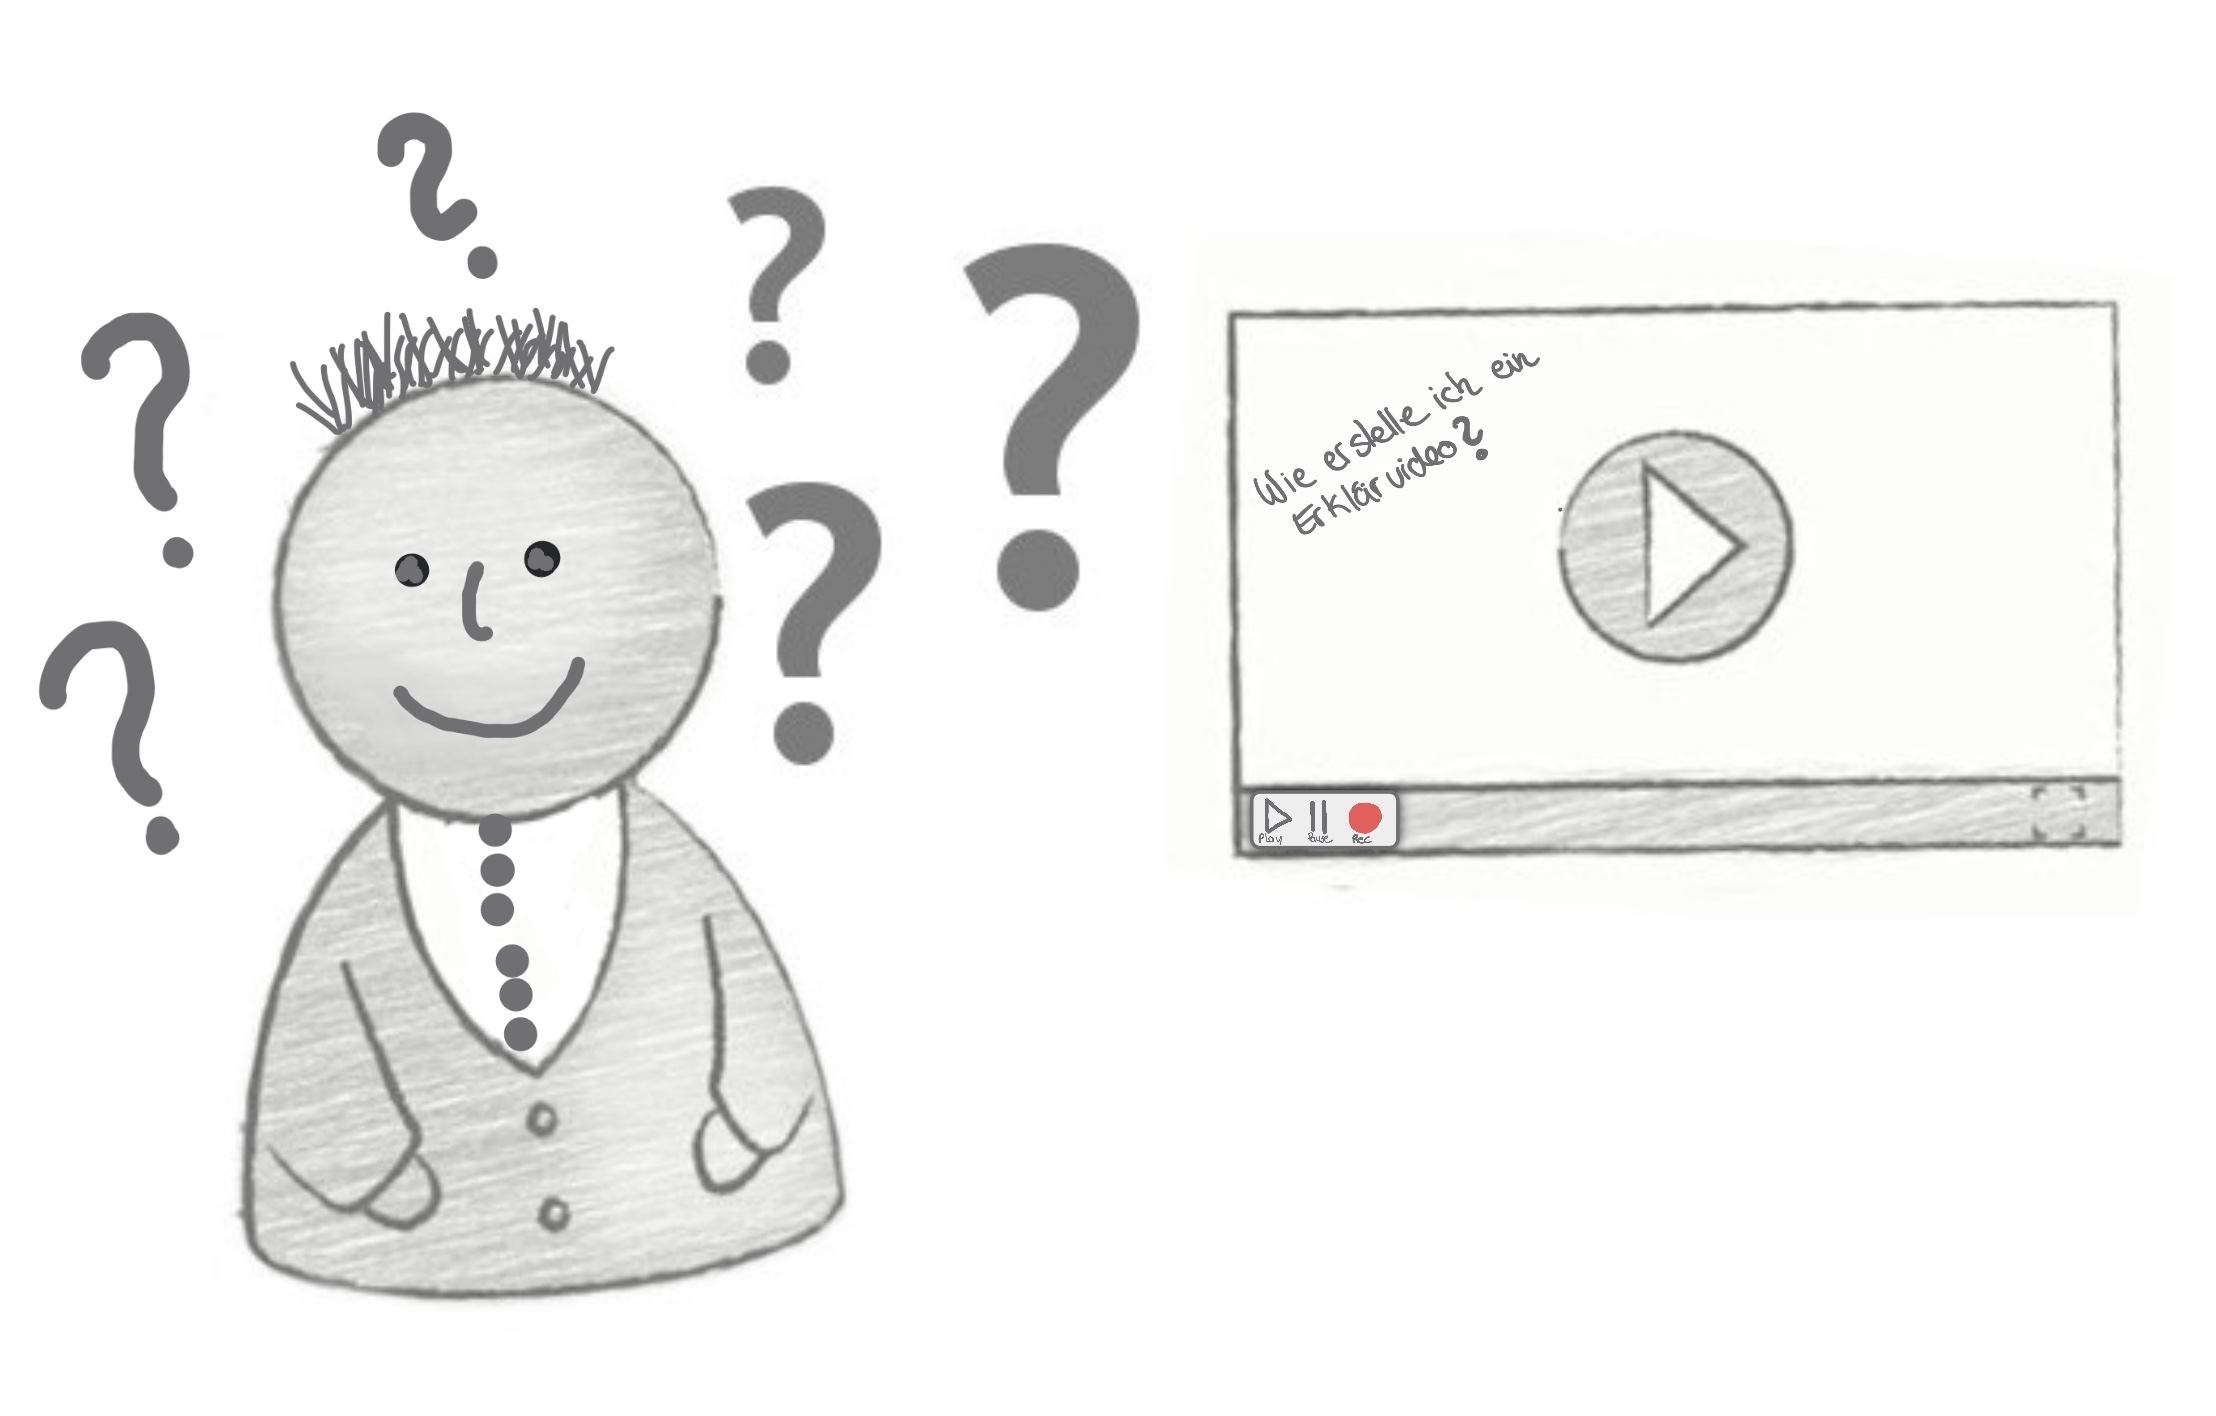 ?
?
?
?
?
?
Wie erstelle ich ein
Erklärvideo?
Play Pause Rec